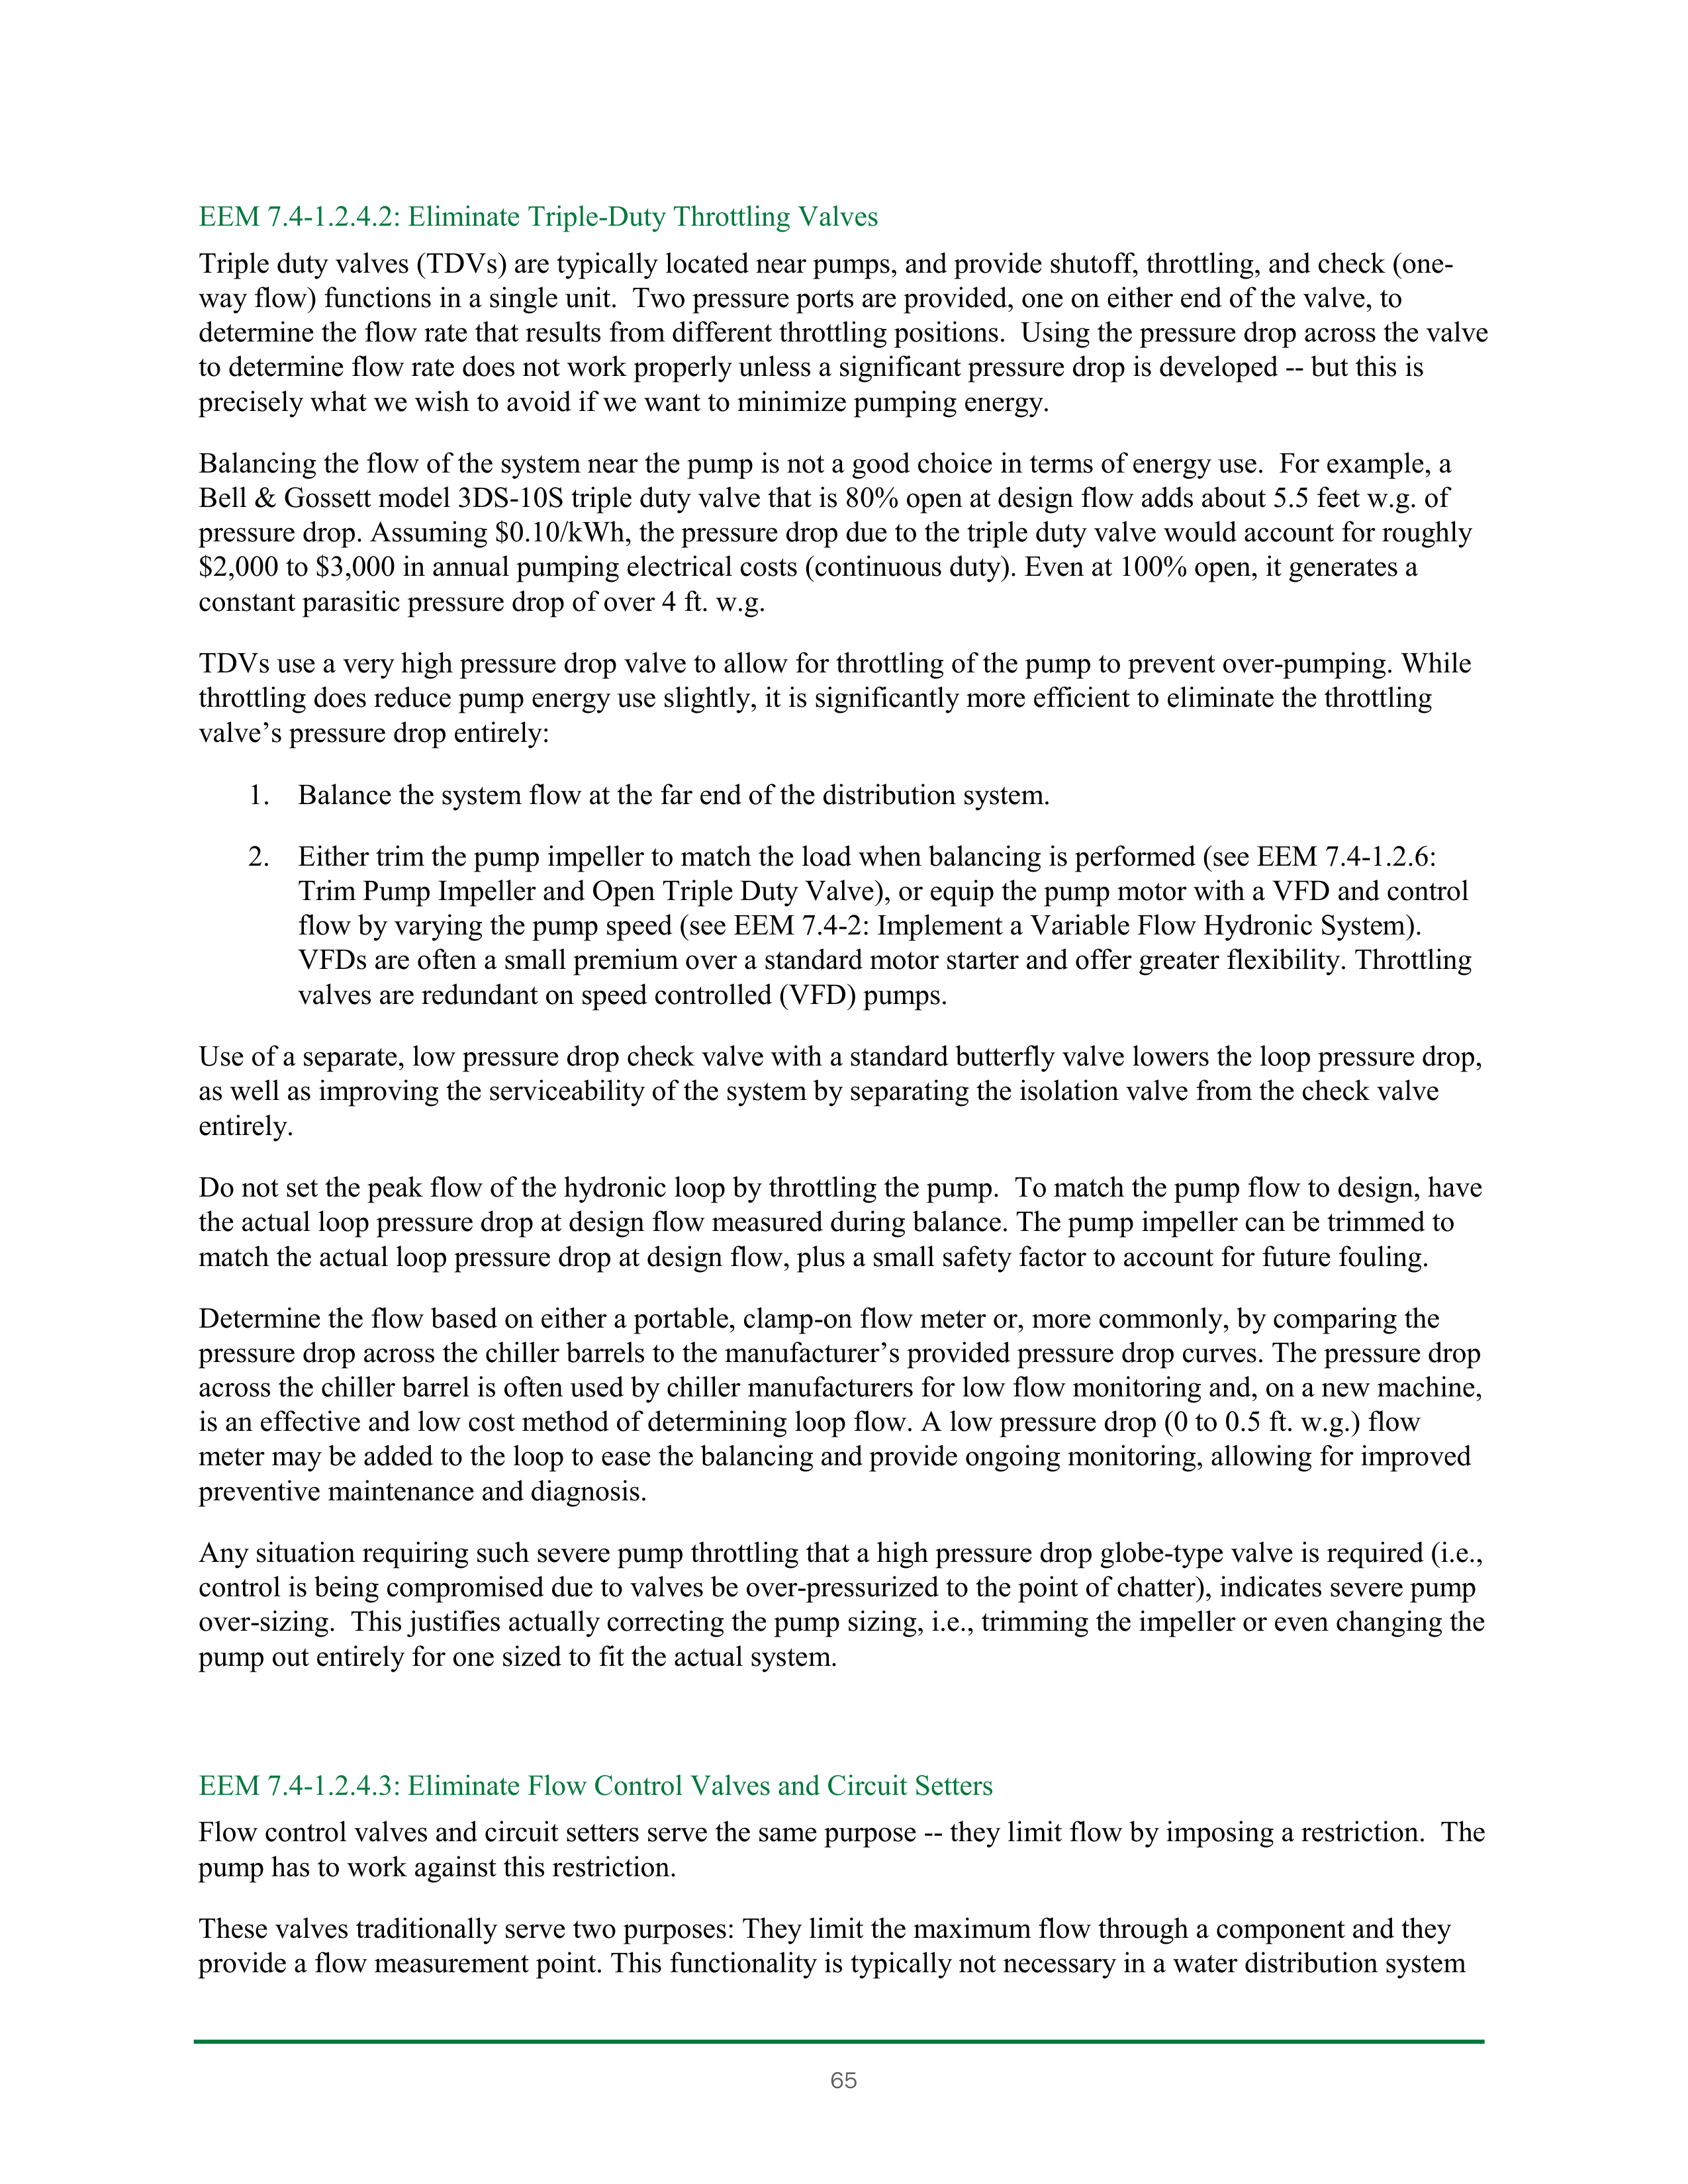 EEM 7.4-1.2.4.2: Eliminate Triple-Duty Throttling Valves
Triple duty valves (TDVs) are typically located near pumps, and provide shutoff, throttling, and check (one-
way flow) functions in a single unit.  Two pressure ports are provided, one on either end of the valve, to
determine the flow rate that results from different throttling positions.  Using the pressure drop across the valve
to determine flow rate does not work properly unless a significant pressure drop is developed -- but this is
precisely what we wish to avoid if we want to minimize pumping energy.
Balancing the flow of the system near the pump is not a good choice in terms of energy use.  For example, a
Bell & Gossett model 3DS-10S triple duty valve that is 80% open at design flow adds about 5.5 feet w.g. of
pressure drop. Assuming $0.10/kWh, the pressure drop due to the triple duty valve would account for roughly
$2,000 to $3,000 in annual pumping electrical costs (continuous duty). Even at 100% open, it generates a
constant parasitic pressure drop of over 4 ft. w.g.
TDVs use a very high pressure drop valve to allow for throttling of the pump to prevent over-pumping. While
throttling does reduce pump energy use slightly, it is significantly more efficient to eliminate the throttling
valve’s pressure drop entirely:
1. Balance the system flow at the far end of the distribution system.
2. Either trim the pump impeller to match the load when balancing is performed (see EEM 7.4-1.2.6:
Trim Pump Impeller and Open Triple Duty Valve), or equip the pump motor with a VFD and control
flow by varying the pump speed (see EEM 7.4-2: Implement a Variable Flow Hydronic System).
VFDs are often a small premium over a standard motor starter and offer greater flexibility. Throttling
valves are redundant on speed controlled (VFD) pumps.
Use of a separate, low pressure drop check valve with a standard butterfly valve lowers the loop pressure drop,
as well as improving the serviceability of the system by separating the isolation valve from the check valve
entirely.
Do not set the peak flow of the hydronic loop by throttling the pump.  To match the pump flow to design, have
the actual loop pressure drop at design flow measured during balance. The pump impeller can be trimmed to
match the actual loop pressure drop at design flow, plus a small safety factor to account for future fouling.
Determine the flow based on either a portable, clamp-on flow meter or, more commonly, by comparing the
pressure drop across the chiller barrels to the manufacturer’s provided pressure drop curves. The pressure drop
across the chiller barrel is often used by chiller manufacturers for low flow monitoring and, on a new machine,
is an effective and low cost method of determining loop flow. A low pressure drop (0 to 0.5 ft. w.g.) flow
meter may be added to the loop to ease the balancing and provide ongoing monitoring, allowing for improved
preventive maintenance and diagnosis.
Any situation requiring such severe pump throttling that a high pressure drop globe-type valve is required (i.e.,
control is being compromised due to valves be over-pressurized to the point of chatter), indicates severe pump
over-sizing.  This justifies actually correcting the pump sizing, i.e., trimming the impeller or even changing the
pump out entirely for one sized to fit the actual system.
EEM 7.4-1.2.4.3: Eliminate Flow Control Valves and Circuit Setters
Flow control valves and circuit setters serve the same purpose -- they limit flow by imposing a restriction.  The
pump has to work against this restriction.
These valves traditionally serve two purposes: They limit the maximum flow through a component and they
provide a flow measurement point. This functionality is typically not necessary in a water distribution system
65